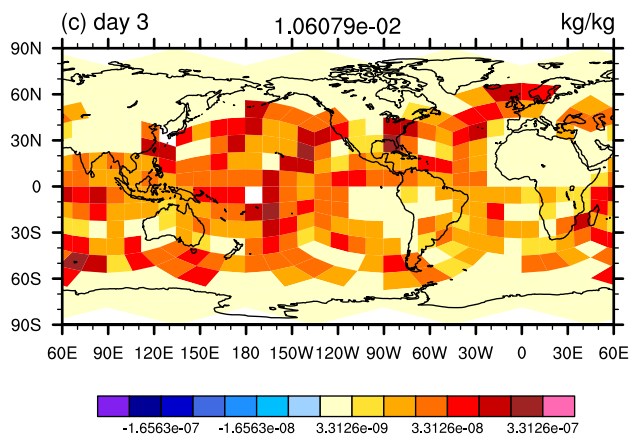 (c) day 3 1.06079e-02 kg/kg
90N
60N
30N
0
30S
60S
90S
60E 90E 120E 150E 180 150W 120W 90W 60W 30W 0 30E 60E
-1.6563e-07 -1.6563e-08 3.3126e-09 3.3126e-08 3.3126e-07